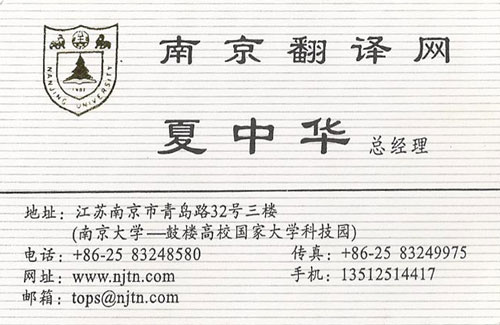 NANJING UNIVERSITY
1902
南京翻译网
夏中华 总经理
地址：江苏南京市青岛路32号三楼
(南京大学—鼓楼高校国家大学科技园)
电话：+86-25 83248580 传真：+86-25 83249975
网址：www.njtn.com 手机：13512514417
邮箱：tops@njtn.com